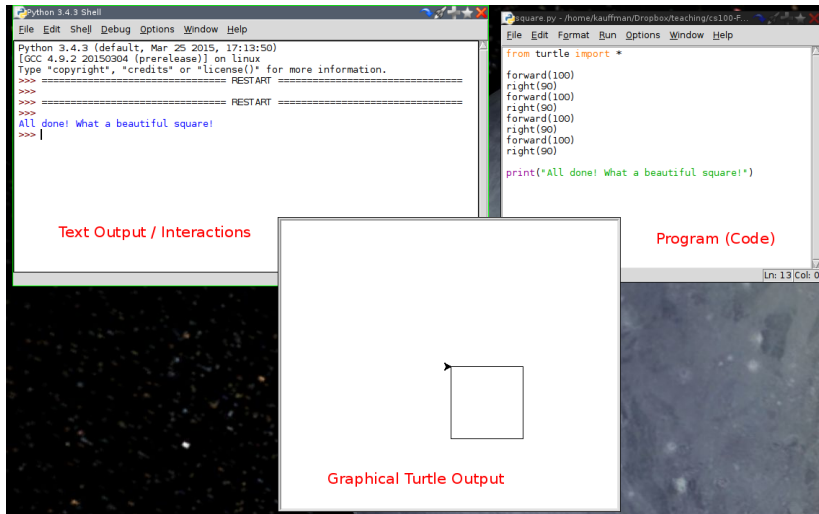 Python 3.4.3 Shell
File Edit Shell Debug Options Window Help
Python 3.4.3 (default, Mar 25 2015, 17:13:50)
[GCC 4.9.2 20150304 (prerelease)] on linux
Type "copyright", "credits" or "license()" for more information.
>>> ================================ RESTART ================================
>>>
>>> ================================ RESTART ================================
>>>
All done! What a beautiful square!
>>>
Text Output / Interactions
square.py - /home/kauffman/Dropbox/teaching/cs100-F...
File Edit Format Run Options Window Help
from turtle import *
forward(100)
right(90)
forward(100)
right(90)
forward(100)
right(90)
forward(100)
right(90)
print("All done! What a beautiful square!")
Program (Code)
Ln: 13 Col: 0
Graphical Turtle Output